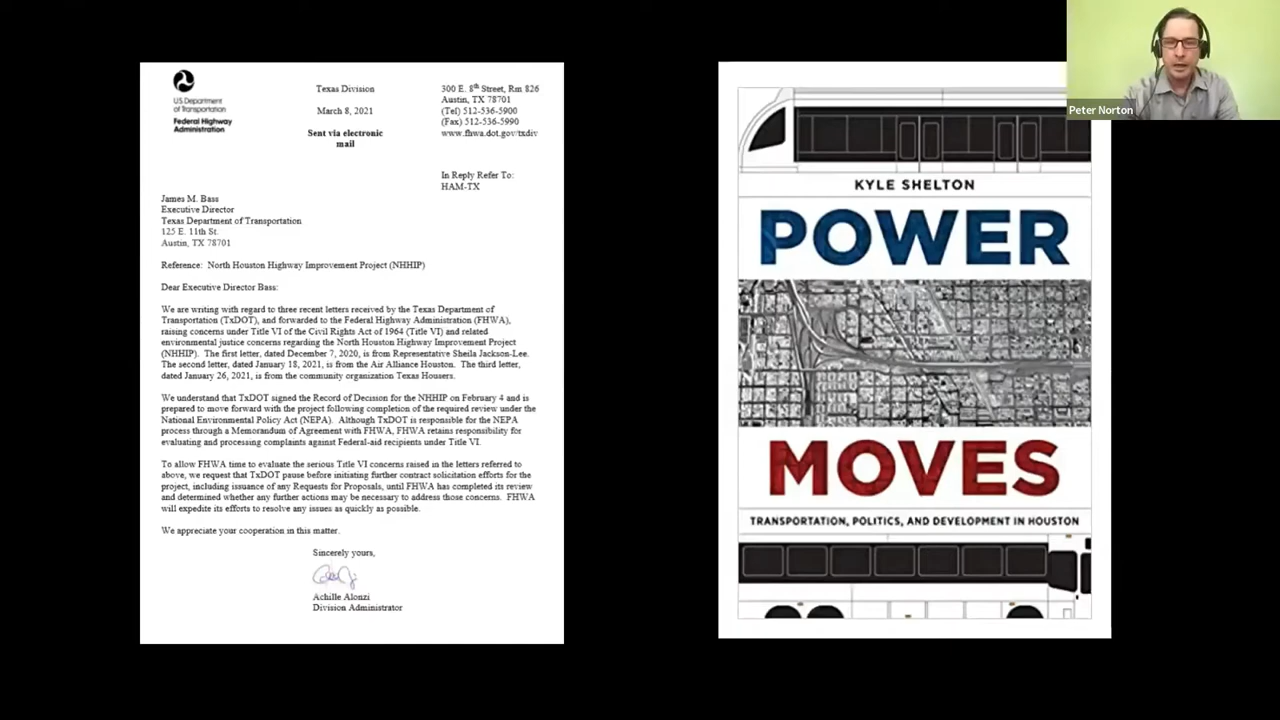 US Department
of Transportation
Federal Highway
Administration
Texas Division
March 8, 2021
Sent via electronic
mail
300 E. 8th Street, Rm 826
Austin, TX 78701
(Tel) 512-536-5900
(Fax) 512-536-5990
www.fhwa.dot.gov/txdiv
In Reply Refer To:
HAM-TX
James M. Bass
Executive Director
Texas Department of Transportation
125 E. 11th St.
Austin, TX 78701
Reference: North Houston Highway Improvement Project (NHHIP)
Dear Executive Director Bass:
We are writing with regard to three recent letters received by the Texas Department of
Transportation (TxDOT), and forwarded to the Federal Highway Administration (FHWA),
raising concerns under Title VI of the Civil Rights Act of 1964 (Title VI) and related
environmental justice concerns regarding the North Houston Highway Improvement Project
(NHHIP). The first letter, dated December 7, 2020, is from Representative Sheila Jackson-Lee.
The second letter, dated January 18, 2021, is from the Air Alliance Houston. The third letter,
dated January 26, 2021, is from the community organization Texas Housers.
We understand that TxDOT signed the Record of Decision for the NHHIP on February 4 and is
prepared to move forward with the project following completion of the required review under the
National Environmental Policy Act (NEPA). Although TxDOT is responsible for the NEPA
process through a Memorandum of Agreement with FHWA, FHWA retains responsibility for
evaluating and processing complaints against Federal-aid recipients under Title VI.
To allow FHWA time to evaluate the serious Title VI concerns raised in the letters referred to
above, we request that TxDOT pause before initiating further contract solicitation efforts for the
project, including issuance of any Requests for Proposals, until FHWA has completed its review
and determined whether any further actions may be necessary to address those concerns. FHWA
will expedite its efforts to resolve any issues as quickly as possible.
We appreciate your cooperation in this matter.
Sincerely yours,
Achille Alonzi
Division Administrator
KYLE SHELTON
POWER
MOVES
TRANSPORTATION, POLITICS, AND DEVELOPMENT IN HOUSTON
Peter Norton